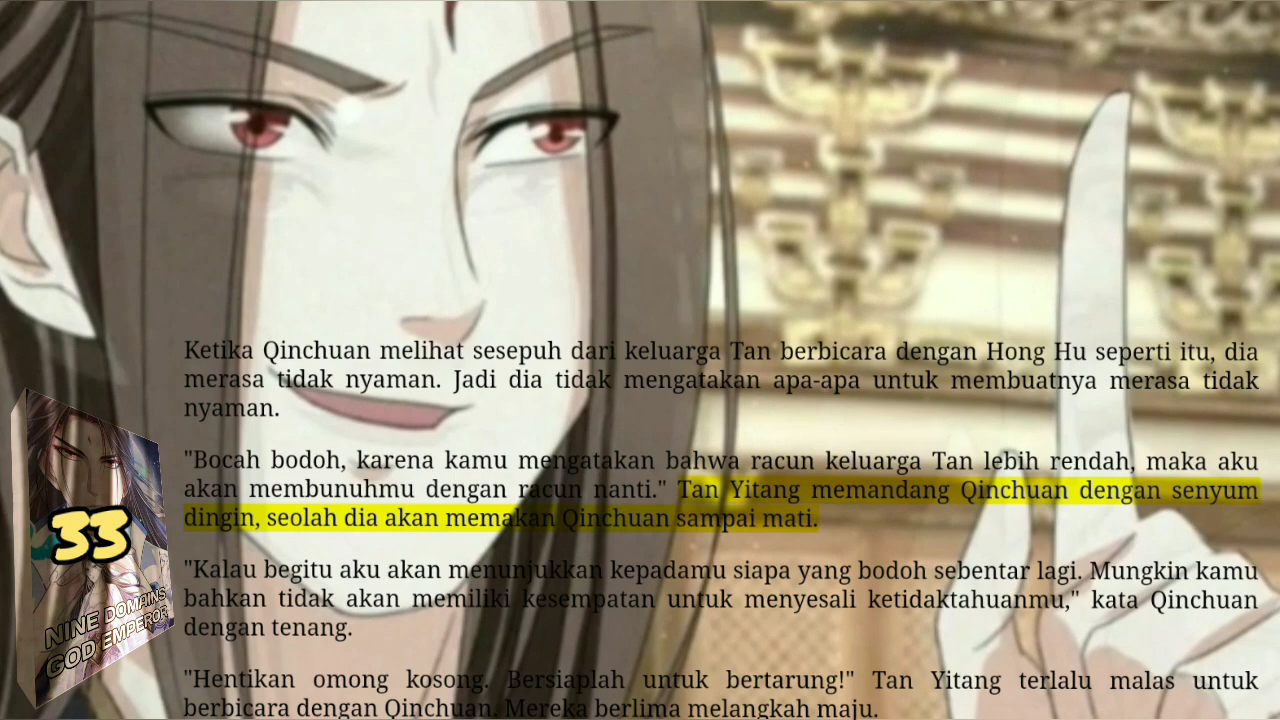 Ketika Qinchuan melihat sesepuh dari keluarga Tan berbicara dengan Hong Hu seperti itu, dia
merasa tidak nyaman. Jadi dia tidak mengatakan apa-apa untuk membuatnya merasa tidak
nyaman.
"Bocah bodoh, karena kamu mengatakan bahwa racun keluarga Tan lebih rendah, maka aku
akan membunuhmu dengan racun nanti." Tan Yitang memandang Qinchuan dengan senyum
dingin, seolah dia akan memakan Qinchuan sampai mati.
"Kalau begitu aku akan menunjukkan kepadamu siapa yang bodoh sebentar lagi. Mungkin kamu
bahkan tidak akan memiliki kesempatan untuk menyesali ketidaktahuanmu," kata Qinchuan
dengan tenang.
"Hentikan omong kosong. Bersiaplah untuk bertarung!" Tan Yitang terlalu malas untuk
berbicara dengan Qinchuan. Mereka berlima melangkah maju.
33
NINE DOMAINS
GOD EMPEROR